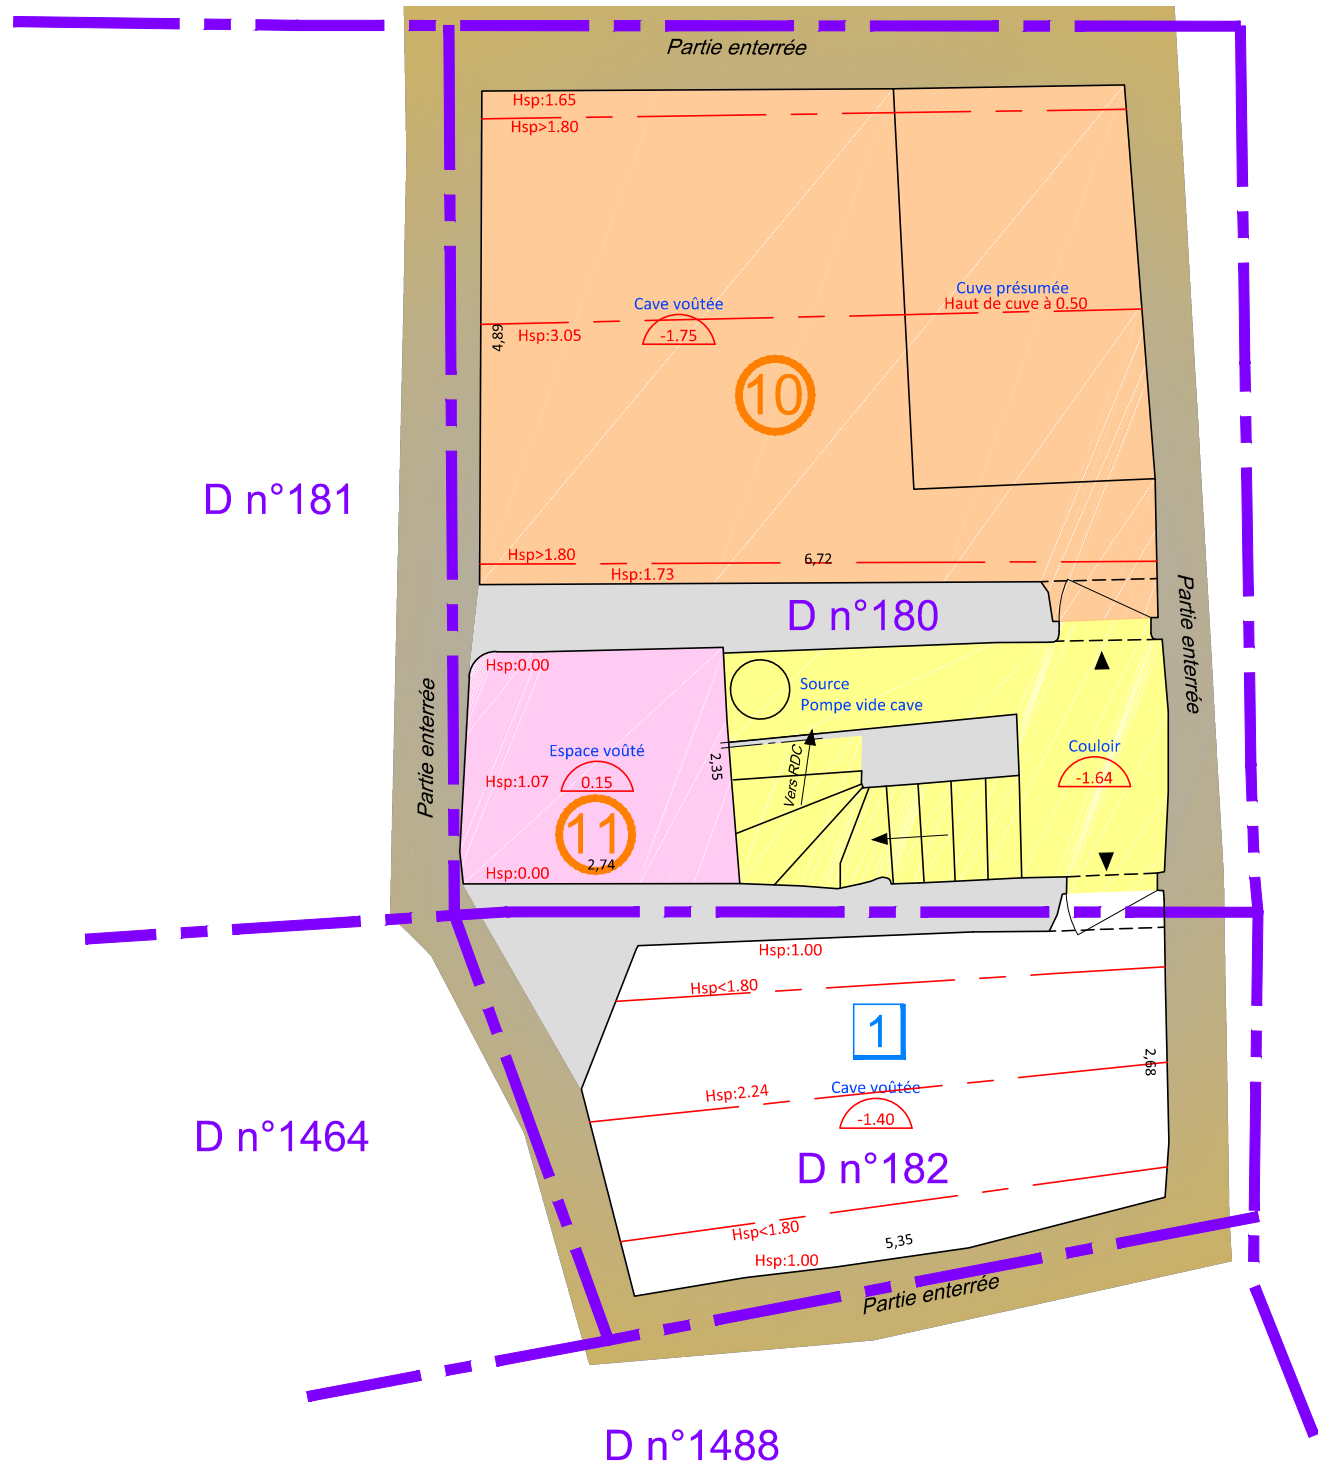 Partie enterrée
Hsp:1.65
Hsp>1.80
Cave voûtée
-1.75
Cuve présumée
Haut de cuve à 0.50
Hsp:3.05
4,89
10
D n°181
Hsp>1.80
6,72
Hsp:1.73
D n°180
Partie enterrée
Hsp:0.00
Source
Pompe vide cave
Partie enterrée
Espace voûté
0.15
Hsp:1.07
2,35
Vers RDC
Couloir
-1.64
11
2,74
Hsp:0.00
Hsp:1.00
Hsp<1.80
1
2,68
Hsp:2.24
Cave voûtée
-1.40
D n°1464
D n°182
Hsp<1.80
5,35
Hsp:1.00
Partie enterrée
D n°1488